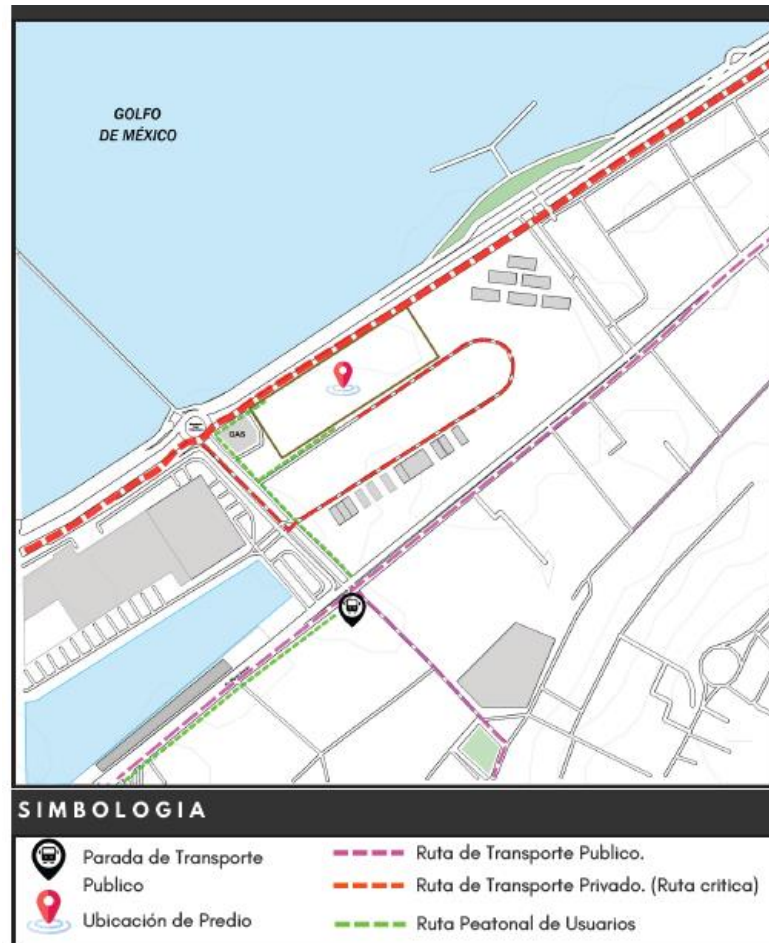 GOLFO
DE MÉXICO
GAS
SIMBOLOGIA
Parada de Transporte
Publico
Ubicación de Predio
Ruta de Transporte Publico.
Ruta de Transporte Privado. (Ruta critica)
Ruta Peatonal de Usuarios